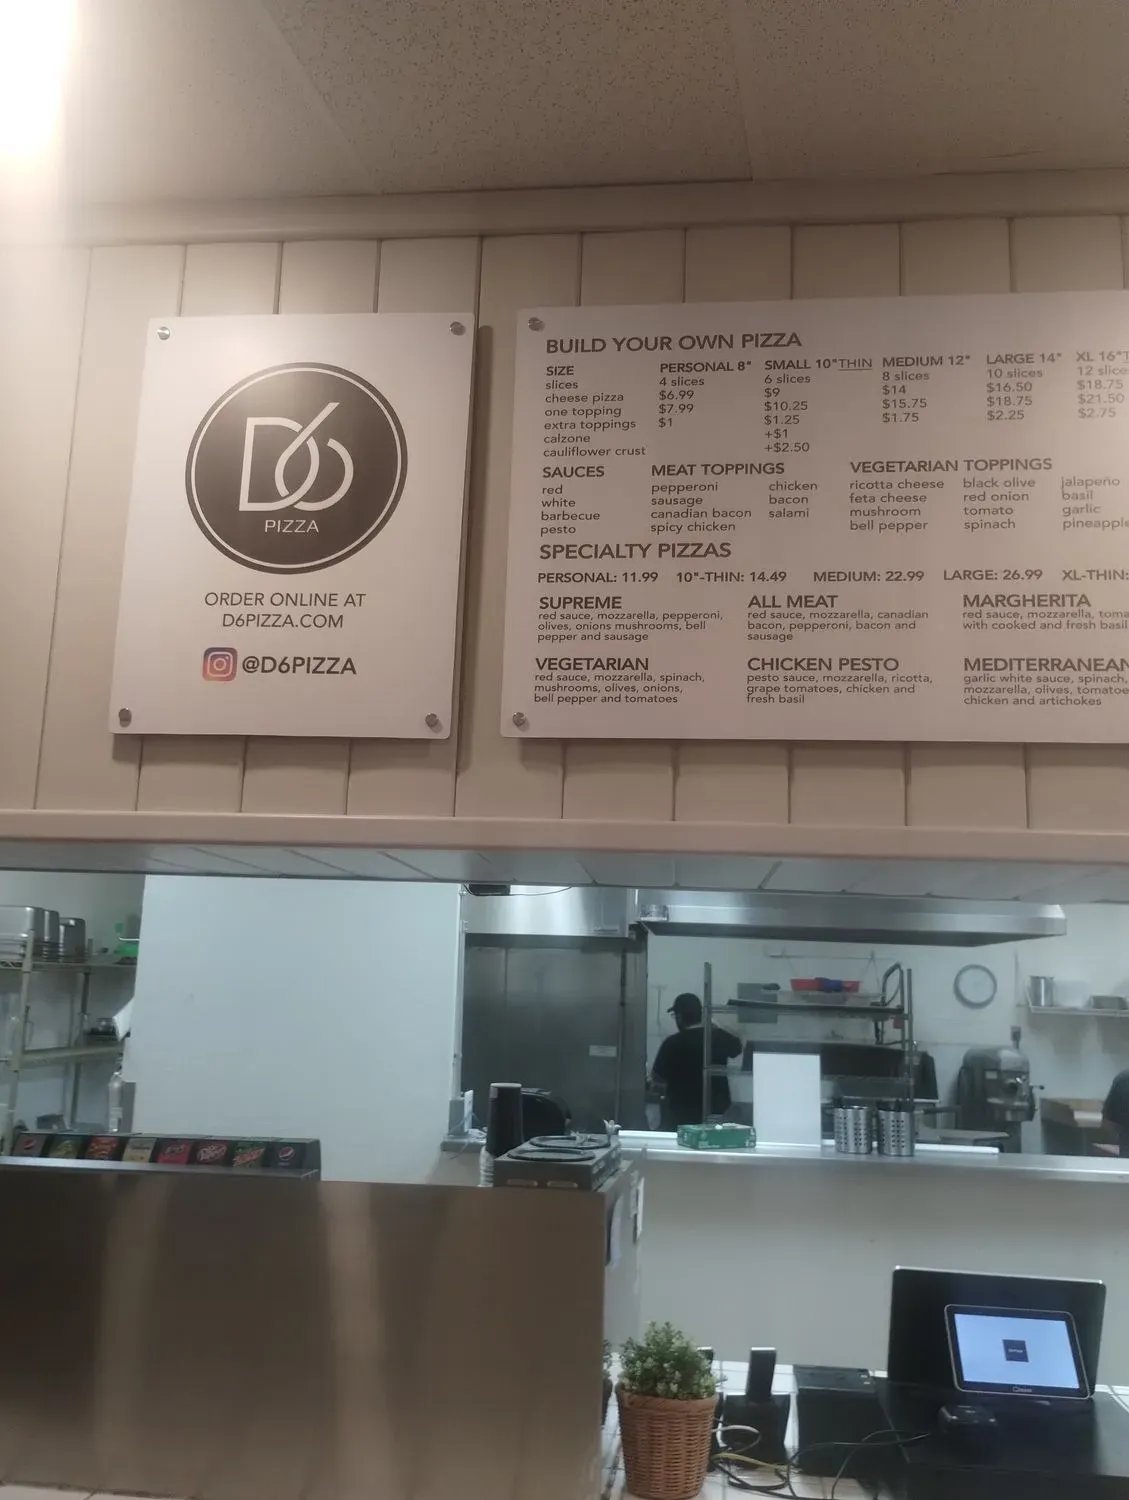 D6
PIZZA
ORDER ONLINE AT
D6PIZZA.COM
@D6PIZZA
BUILD YOUR OWN PIZZA
SIZE PERSONAL 8" SMALL 10"THIN MEDIUM 12" LARGE 14" XL 16"
slices 4 slices 6 slices 8 slices 10 slices 12 slice
cheese pizza $6.99 $9 $14 $16.50 $18.75
one topping $7.99 $10.25 $15.75 $18.75 $21.50
extra toppings $1 $1.25 $1.75 $2.25 $2.75
calzone +$1
cauliflower crust +$2.50
SAUCES
red
white
barbecue
pesto
MEAT TOPPINGS
pepperoni chicken
sausage bacon
canadian bacon salami
spicy chicken
VEGETARIAN TOPPINGS
ricotta cheese black olive jalapeño
feta cheese red onion basil
mushroom tomato garlic
bell pepper spinach pineapple
SPECIALTY PIZZAS
PERSONAL: 11.99 10"-THIN: 14.49 MEDIUM: 22.99 LARGE: 26.99 XL-THIN:
SUPREME
red sauce, mozzarella, pepperoni,
olives, onions mushrooms, bell
pepper and sausage
ALL MEAT
red sauce, mozzarella, canadian
bacon, pepperoni, bacon and
sausage
MARGHERITA
red sauce, mozzarella, toma
with cooked and fresh basil
VEGETARIAN
red sauce, mozzarella, spinach,
mushrooms, olives, onions,
bell pepper and tomatoes
CHICKEN PESTO
pesto sauce, mozzarella, ricotta,
grape tomatoes, chicken and
fresh basil
MEDITERRANEAN
garlic white sauce, spinach,
mozzarella, olives, tomatoe
chicken and artichokes